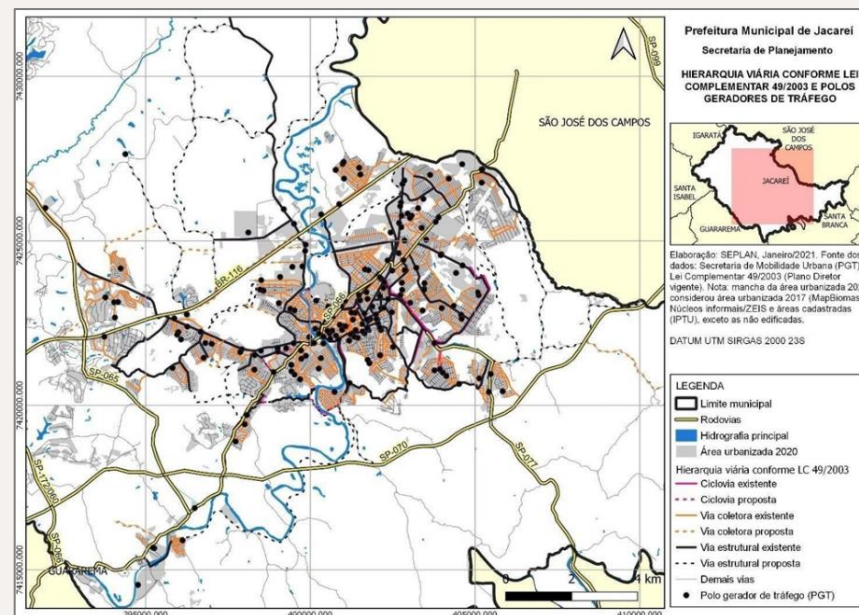 Prefeitura Municipal de Jacareí
Secretaria de Planejamento
HIERARQUIA VIÁRIA CONFORME LEI
COMPLEMENTAR 49/2003 E POLOS
GERADORES DE TRÁFEGO
IGARATÁ
SÃO JOSÉ
DOS
CAMPOS
JACAREÍ
SANTA
ISABEL
GUARAREMA
SANTA
BRANCA
Elaboração: SEPLAN, Janeiro/2021. Fonte dos
dados: Secretaria de Mobilidade Urbana (PGT)
Lei Complementar 49/2003 (Plano Diretor
vigente). Nota: mancha da área urbanizada 20
considerou área urbanizada 2017 (MapBiomas
Núcleos informais/ZEIS e áreas cadastradas
(IPTU), exceto as não edificadas.
DATUM UTM SIRGAS 2000 23S
LEGENDA
Limite municipal
Rodovias
Hidrografia principal
Área urbanizada 2020
Hierarquia viária conforme LC 49/2003
Ciclovia existente
Ciclovia proposta
Via coletora existente
Via coletora proposta
Via estrutural existente
Via estrutural proposta
Demais vias
Polo gerador de tráfego (PGT)
SÃO JOSÉ DOS CAMPOS
SP-099
BR-116
SP-066
SP-065
SP-070
SP-077
SP-172/060
GUARAREMA
7430000.000
7425000.000
7420000.000
7415000.000
0
2
4 km